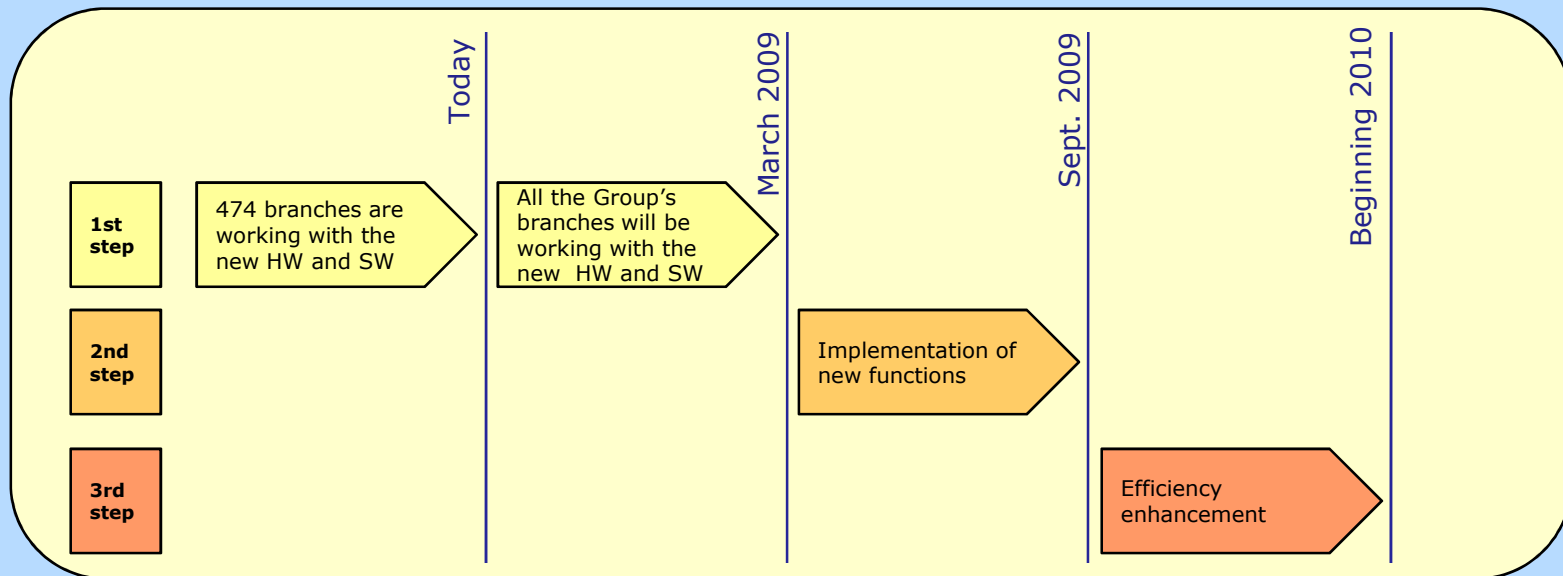 Today
March 2009
Sept. 2009
Beginning 2010
1st
step
474 branches are
working with the
new HW and SW
All the Group’s
branches will be
working with the
new  HW and SW
2nd
step
Implementation of
new functions
3rd
step
Efficiency
enhancement